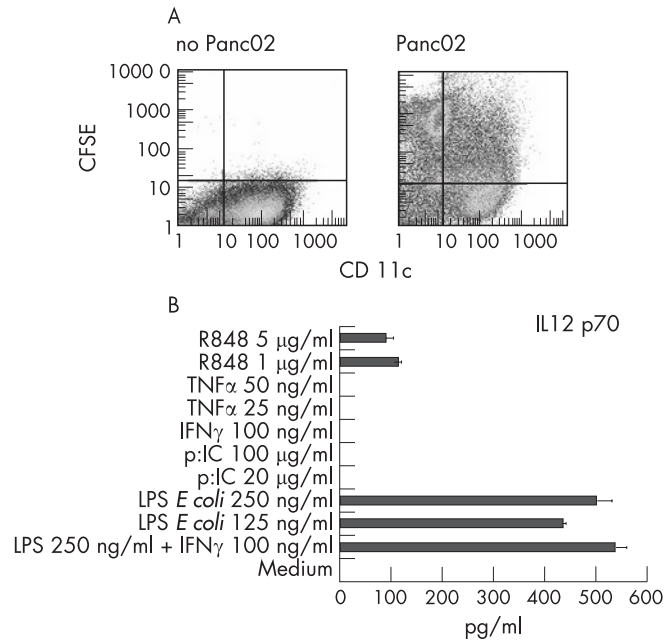 A
no Panc02
Panc02
1000 0
1000
100
10
1
CFSE
1 10 100 1000
1 10 100 1000
CD 11c
B
IL12 p70
R848 5 μg/ml
R848 1 μg/ml
TNFα 50 ng/ml
TNFα 25 ng/ml
IFNγ 100 ng/ml
p:IC 100 μg/ml
p:IC 20 μg/ml
LPS E coli 250 ng/ml
LPS E coli 125 ng/ml
LPS 250 ng/ml + IFNγ 100 ng/ml
Medium
0 100 200 300 400 500 600
pg/ml